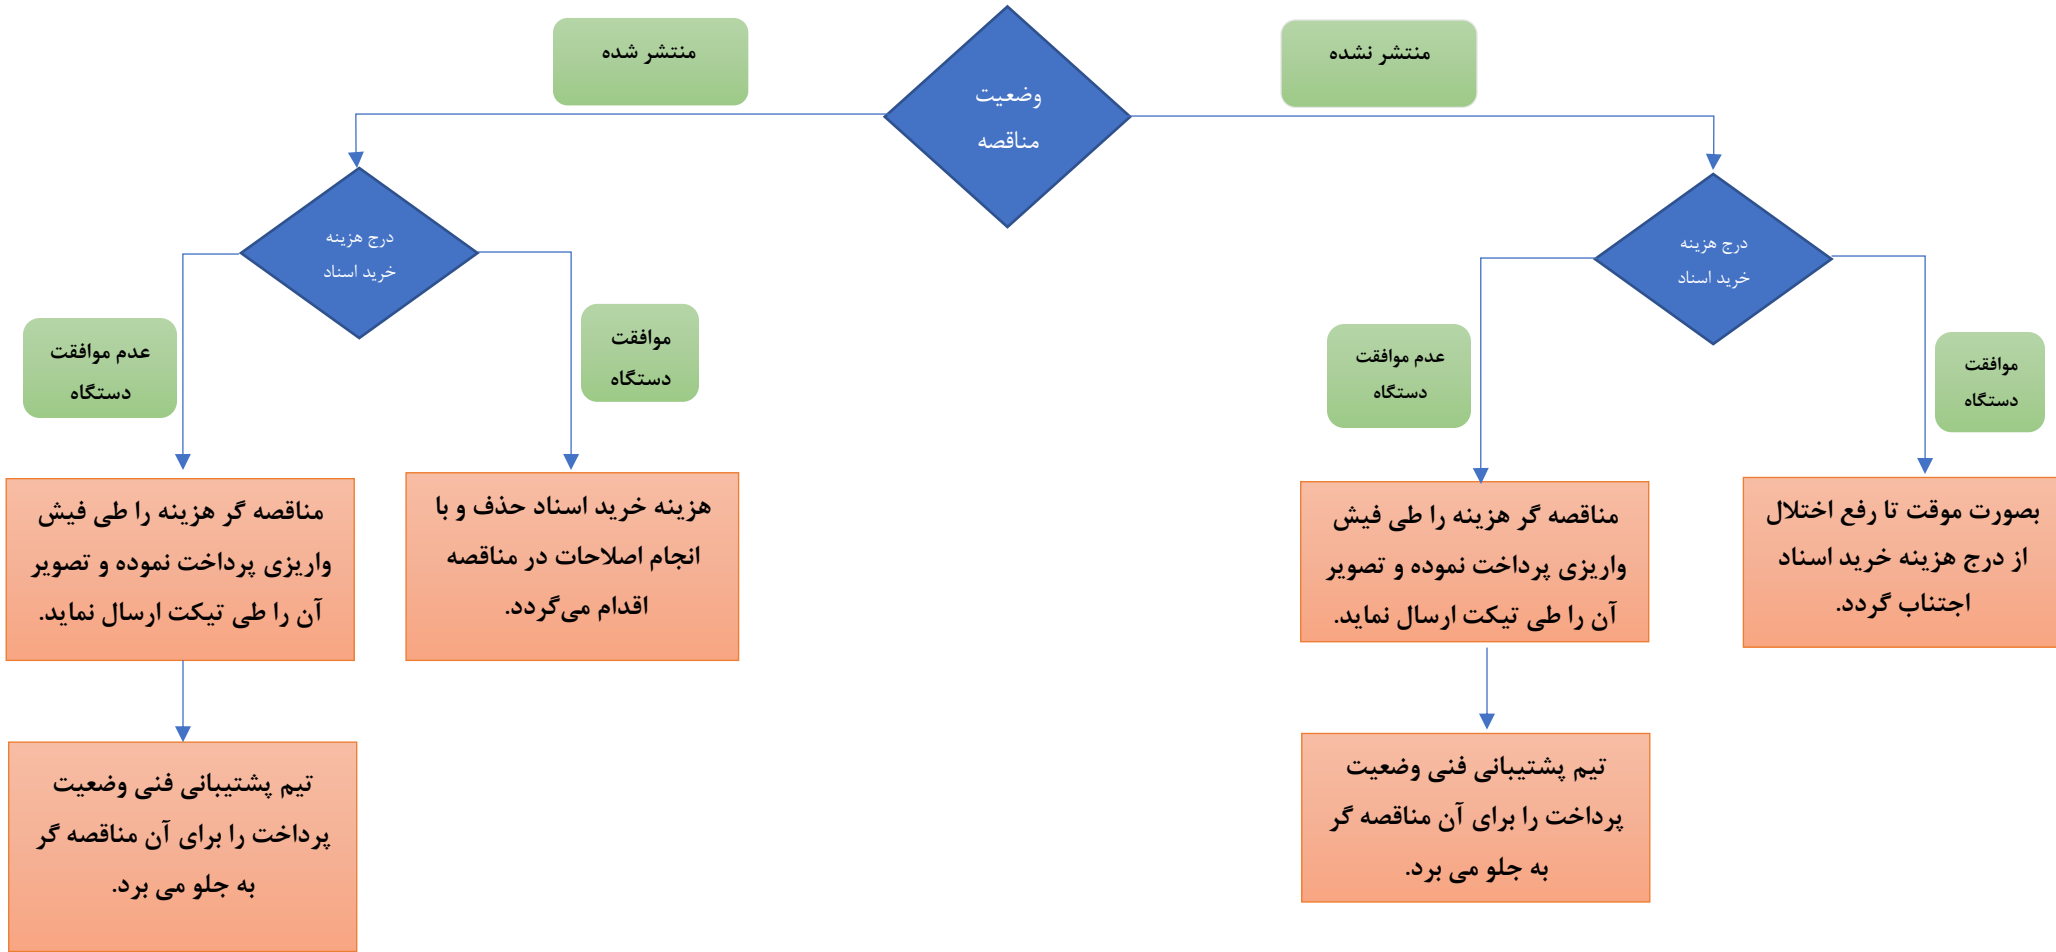 وضعیت
مناقصه
منتشر نشده
منتشر شده
درج هزینه
خرید اسناد
موافقت
دستگاه
عدم موافقت
دستگاه
بصورت موقت تا رفع اختلال
از درج هزینه خرید اسناد
اجتناب گردد.
مناقصه گر هزینه را طی فیش
واریزی پرداخت نموده و تصویر
آن را طی تیکت ارسال نماید.
تیم پشتیبانی فنی وضعیت
پرداخت را برای آن مناقصه گر
به جلو می برد.
درج هزینه
خرید اسناد
موافقت
دستگاه
عدم موافقت
دستگاه
هزینه خرید اسناد حذف و با
انجام اصلاحات در مناقصه
اقدام می‌گردد.
مناقصه گر هزینه را طی فیش
واریزی پرداخت نموده و تصویر
آن را طی تیکت ارسال نماید.
تیم پشتیبانی فنی وضعیت
پرداخت را برای آن مناقصه گر
به جلو می برد.